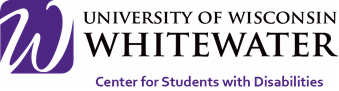 W
UNIVERSITY OF WISCONSIN
WHITEWATER
Center for Students with Disabilities